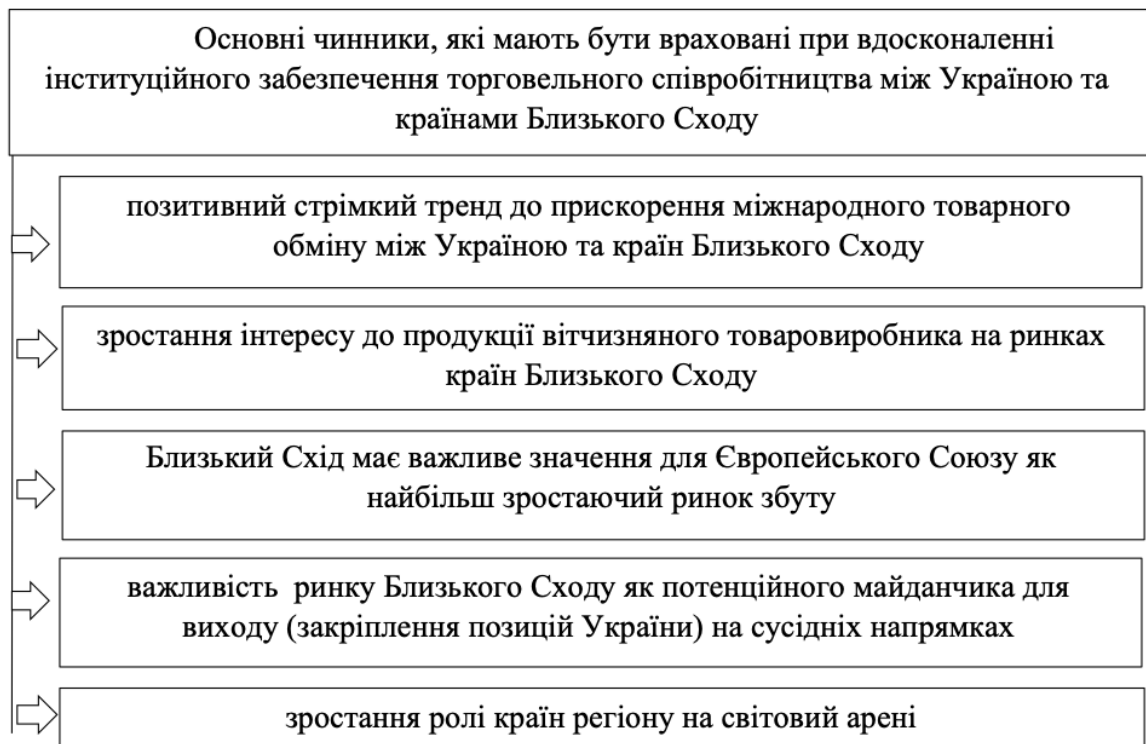 Основні чинники, які мають бути враховані при вдосконаленні
інституційного забезпечення торговельного співробітництва між Україною та
країнами Близького Сходу
позитивний стрімкий тренд до прискорення міжнародного товарного
обміну між Україною та країн Близького Сходу
зростання інтересу до продукції вітчизняного товаровиробника на ринках
країн Близького Сходу
Близький Схід має важливе значення для Європейського Союзу як
найбільш зростаючий ринок збуту
важливість ринку Близького Сходу як потенційного майданчика для
виходу (закріплення позицій України) на сусідніх напрямках
зростання ролі країн регіону на світовий арені